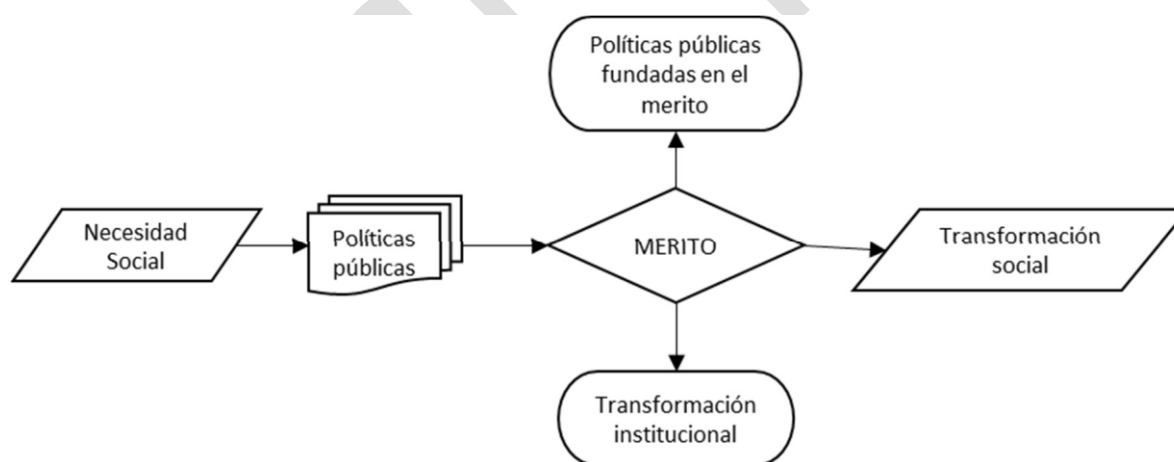 Políticas públicas
fundadas en el
merito
Necesidad
Social
Políticas
públicas
MERITO
Transformación
social
Transformación
institucional